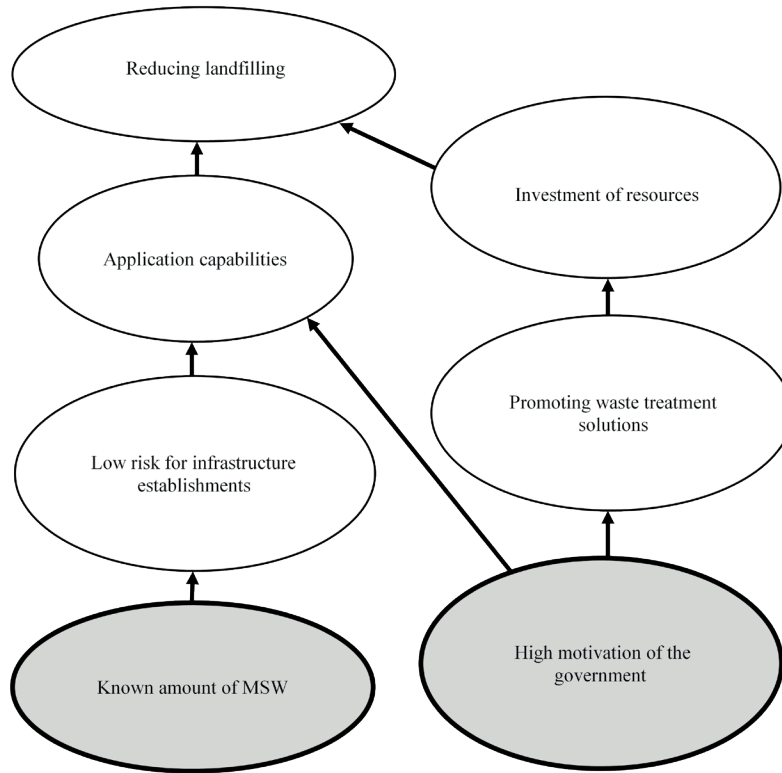 Reducing landfilling
Investment of resources
Application capabilities
Promoting waste treatment
solutions
Low risk for infrastructure
establishments
High motivation of the
government
Known amount of MSW